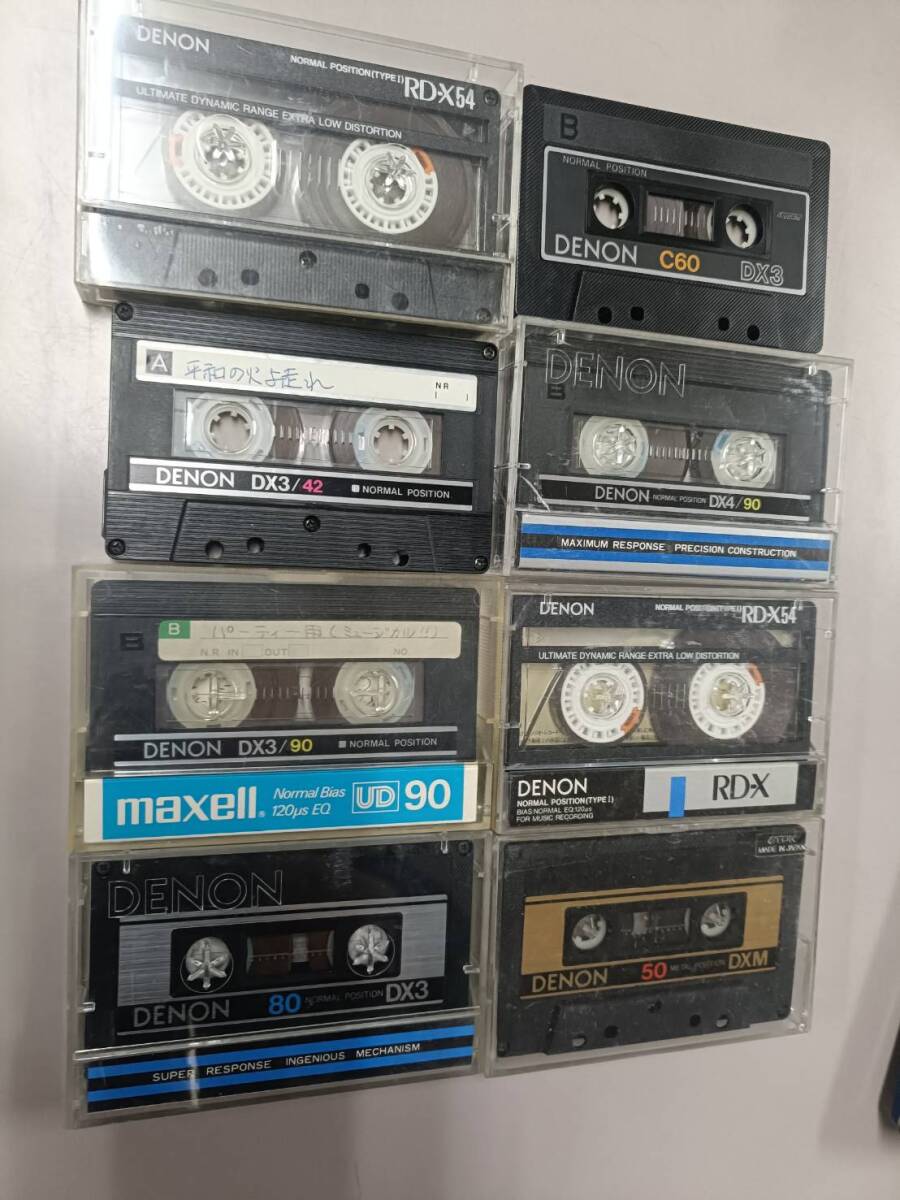 DENON
NORMAL POSITION (TYPE I)
RD-X54
ULTIMATE DYNAMIC RANGE·EXTRA LOW DISTORTION
B
NORMAL POSITION
DENON C60 DX3
A 平和の火よ走れ
NR
DENON DX3/42 NORMAL POSITION
DENON
B
DENON NORMAL POSITION DX4/90
MAXIMUM RESPONSE PRECISION CONSTRUCTION
B
B パーティー雨(ミュージカル
N.R IN OUT NO.
DENON DX3/90 NORMAL POSITION
maxell Normal Bias 120μs EQ UD 90
DENON
NORMAL POSITION (TYPE I)
RD-X54
ULTIMATE DYNAMIC RANGE·EXTRA LOW DISTORTION
DENON
NORMAL POSITION (TYPE I)
BIAS:NORMAL EQ:120μs
FOR MUSIC RECORDING
RD-X
DENON
DENON 80 NORMAL POSITION DX3
SUPER RESPONSE INGENIOUS MECHANISM
MADE IN JAPAN
DENON 50 METAL POSITION DXM